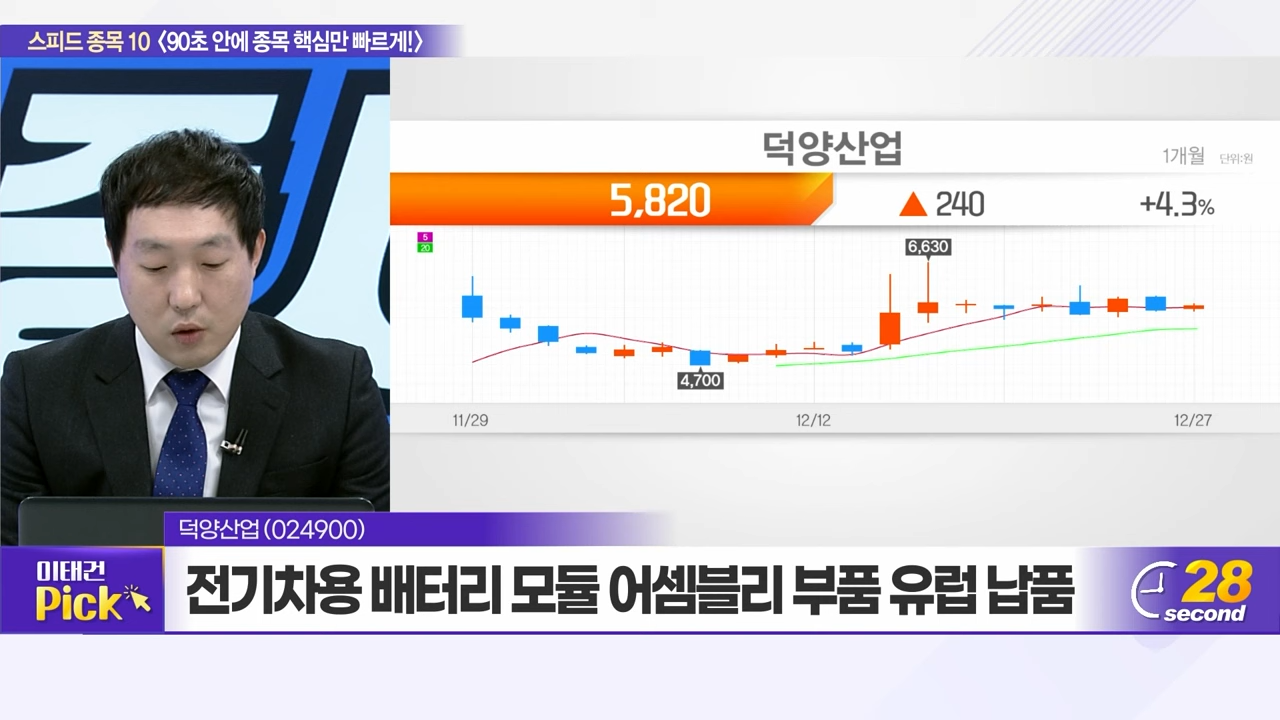 스피드 종목 10 〈90초 안에 종목 핵심만 빠르게!〉
덕양산업
1개월 단위:원
5,820 ▲ 240 +4.3%
5
20
6,630
4,700
11/29 12/12 12/27
덕양산업(024900)
이태건
Pick
전기차용 배터리 모듈 어셈블리 부품 유럽 납품
28
second